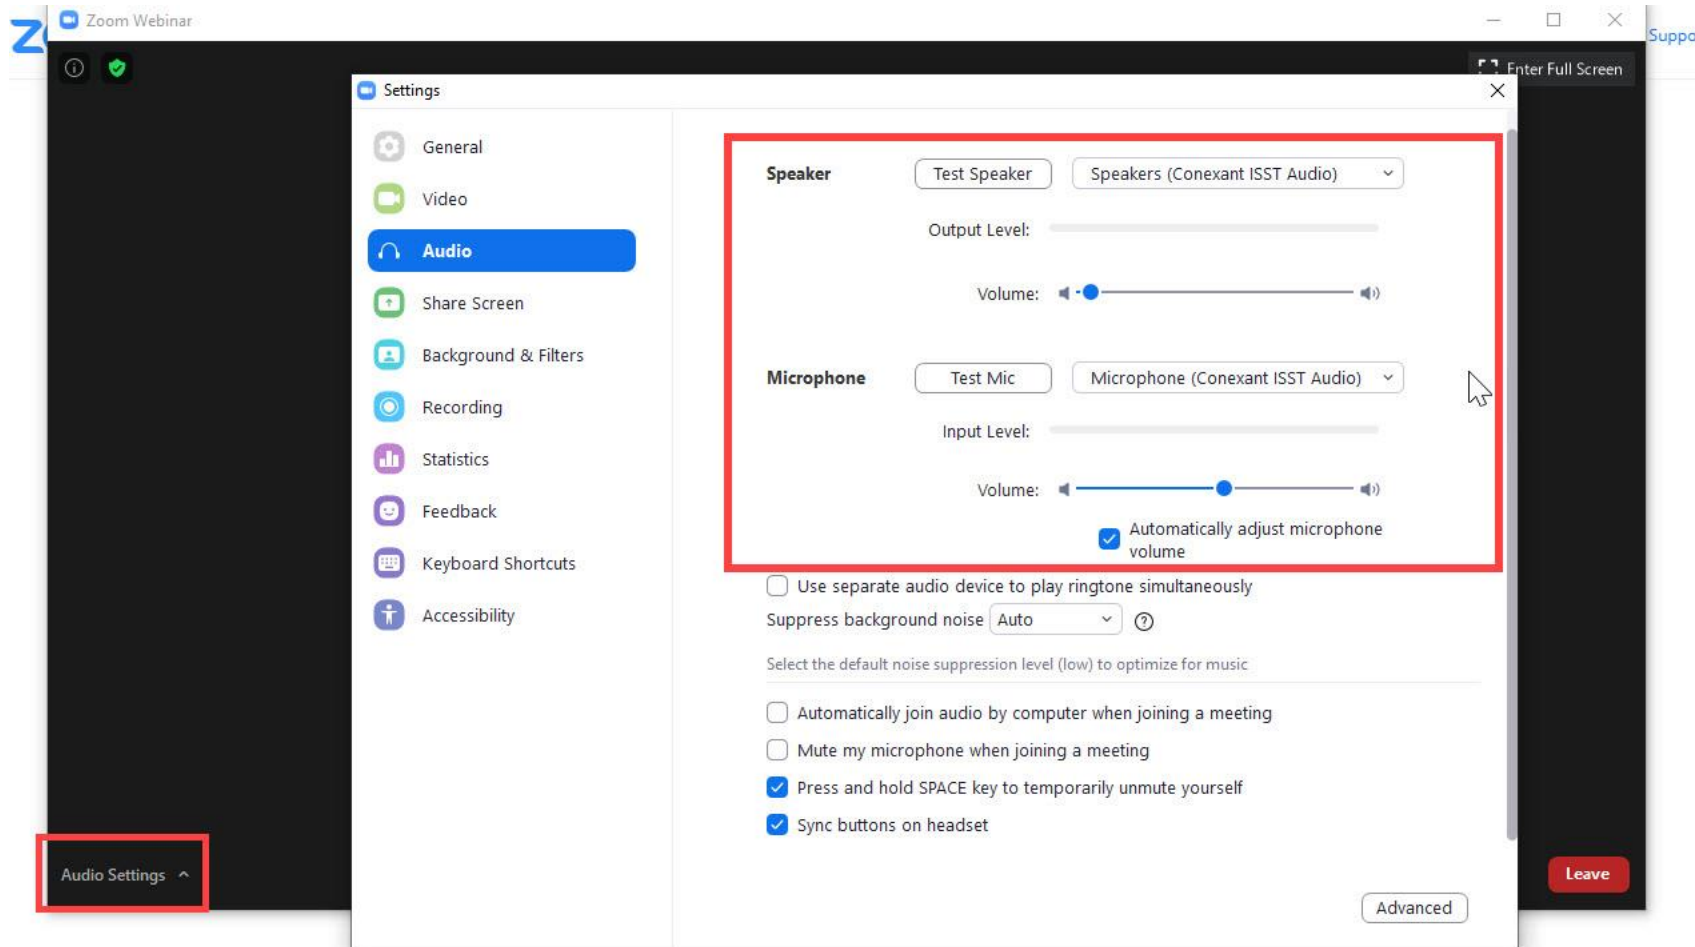 Zoom Webinar
Suppo
Enter Full Screen
Settings
General
Video
Audio
Share Screen
Background & Filters
Recording
Statistics
Feedback
Keyboard Shortcuts
Accessibility
Speaker Test Speaker Speakers (Conexant ISST Audio)
Output Level:
Volume:
Microphone Test Mic Microphone (Conexant ISST Audio)
Input Level:
Volume:
Automatically adjust microphone
volume
Use separate audio device to play ringtone simultaneously
Suppress background noise Auto
Select the default noise suppression level (low) to optimize for music
Automatically join audio by computer when joining a meeting
Mute my microphone when joining a meeting
Press and hold SPACE key to temporarily unmute yourself
Sync buttons on headset
Advanced
Audio Settings
Leave